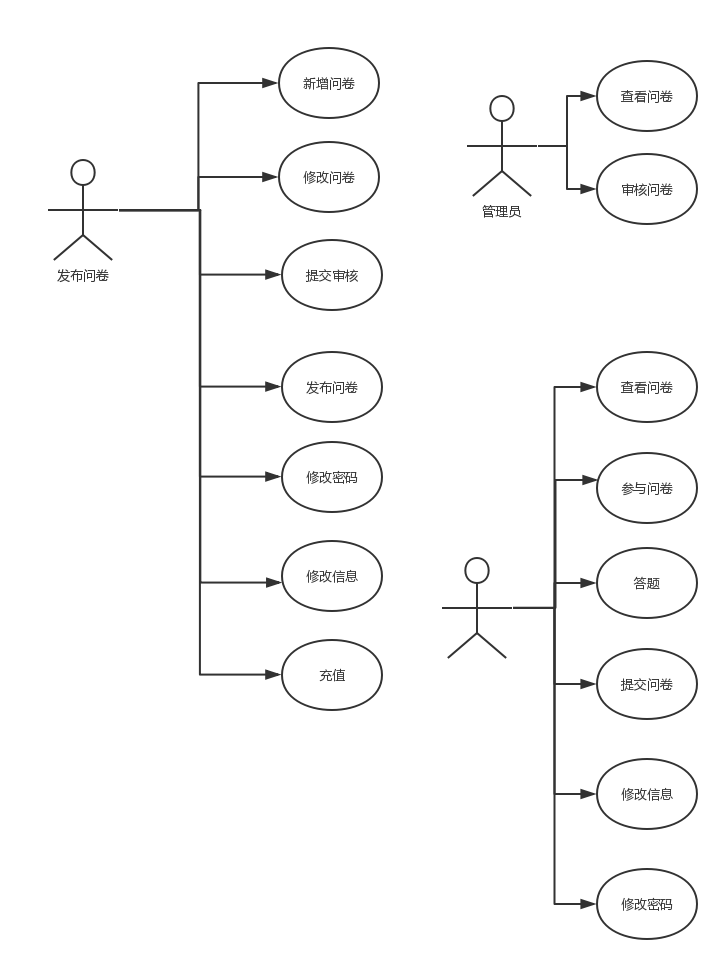 发布问卷
新增问卷
修改问卷
提交审核
发布问卷
修改密码
修改信息
充值
管理员
查看问卷
审核问卷
查看问卷
参与问卷
答题
提交问卷
修改信息
修改密码